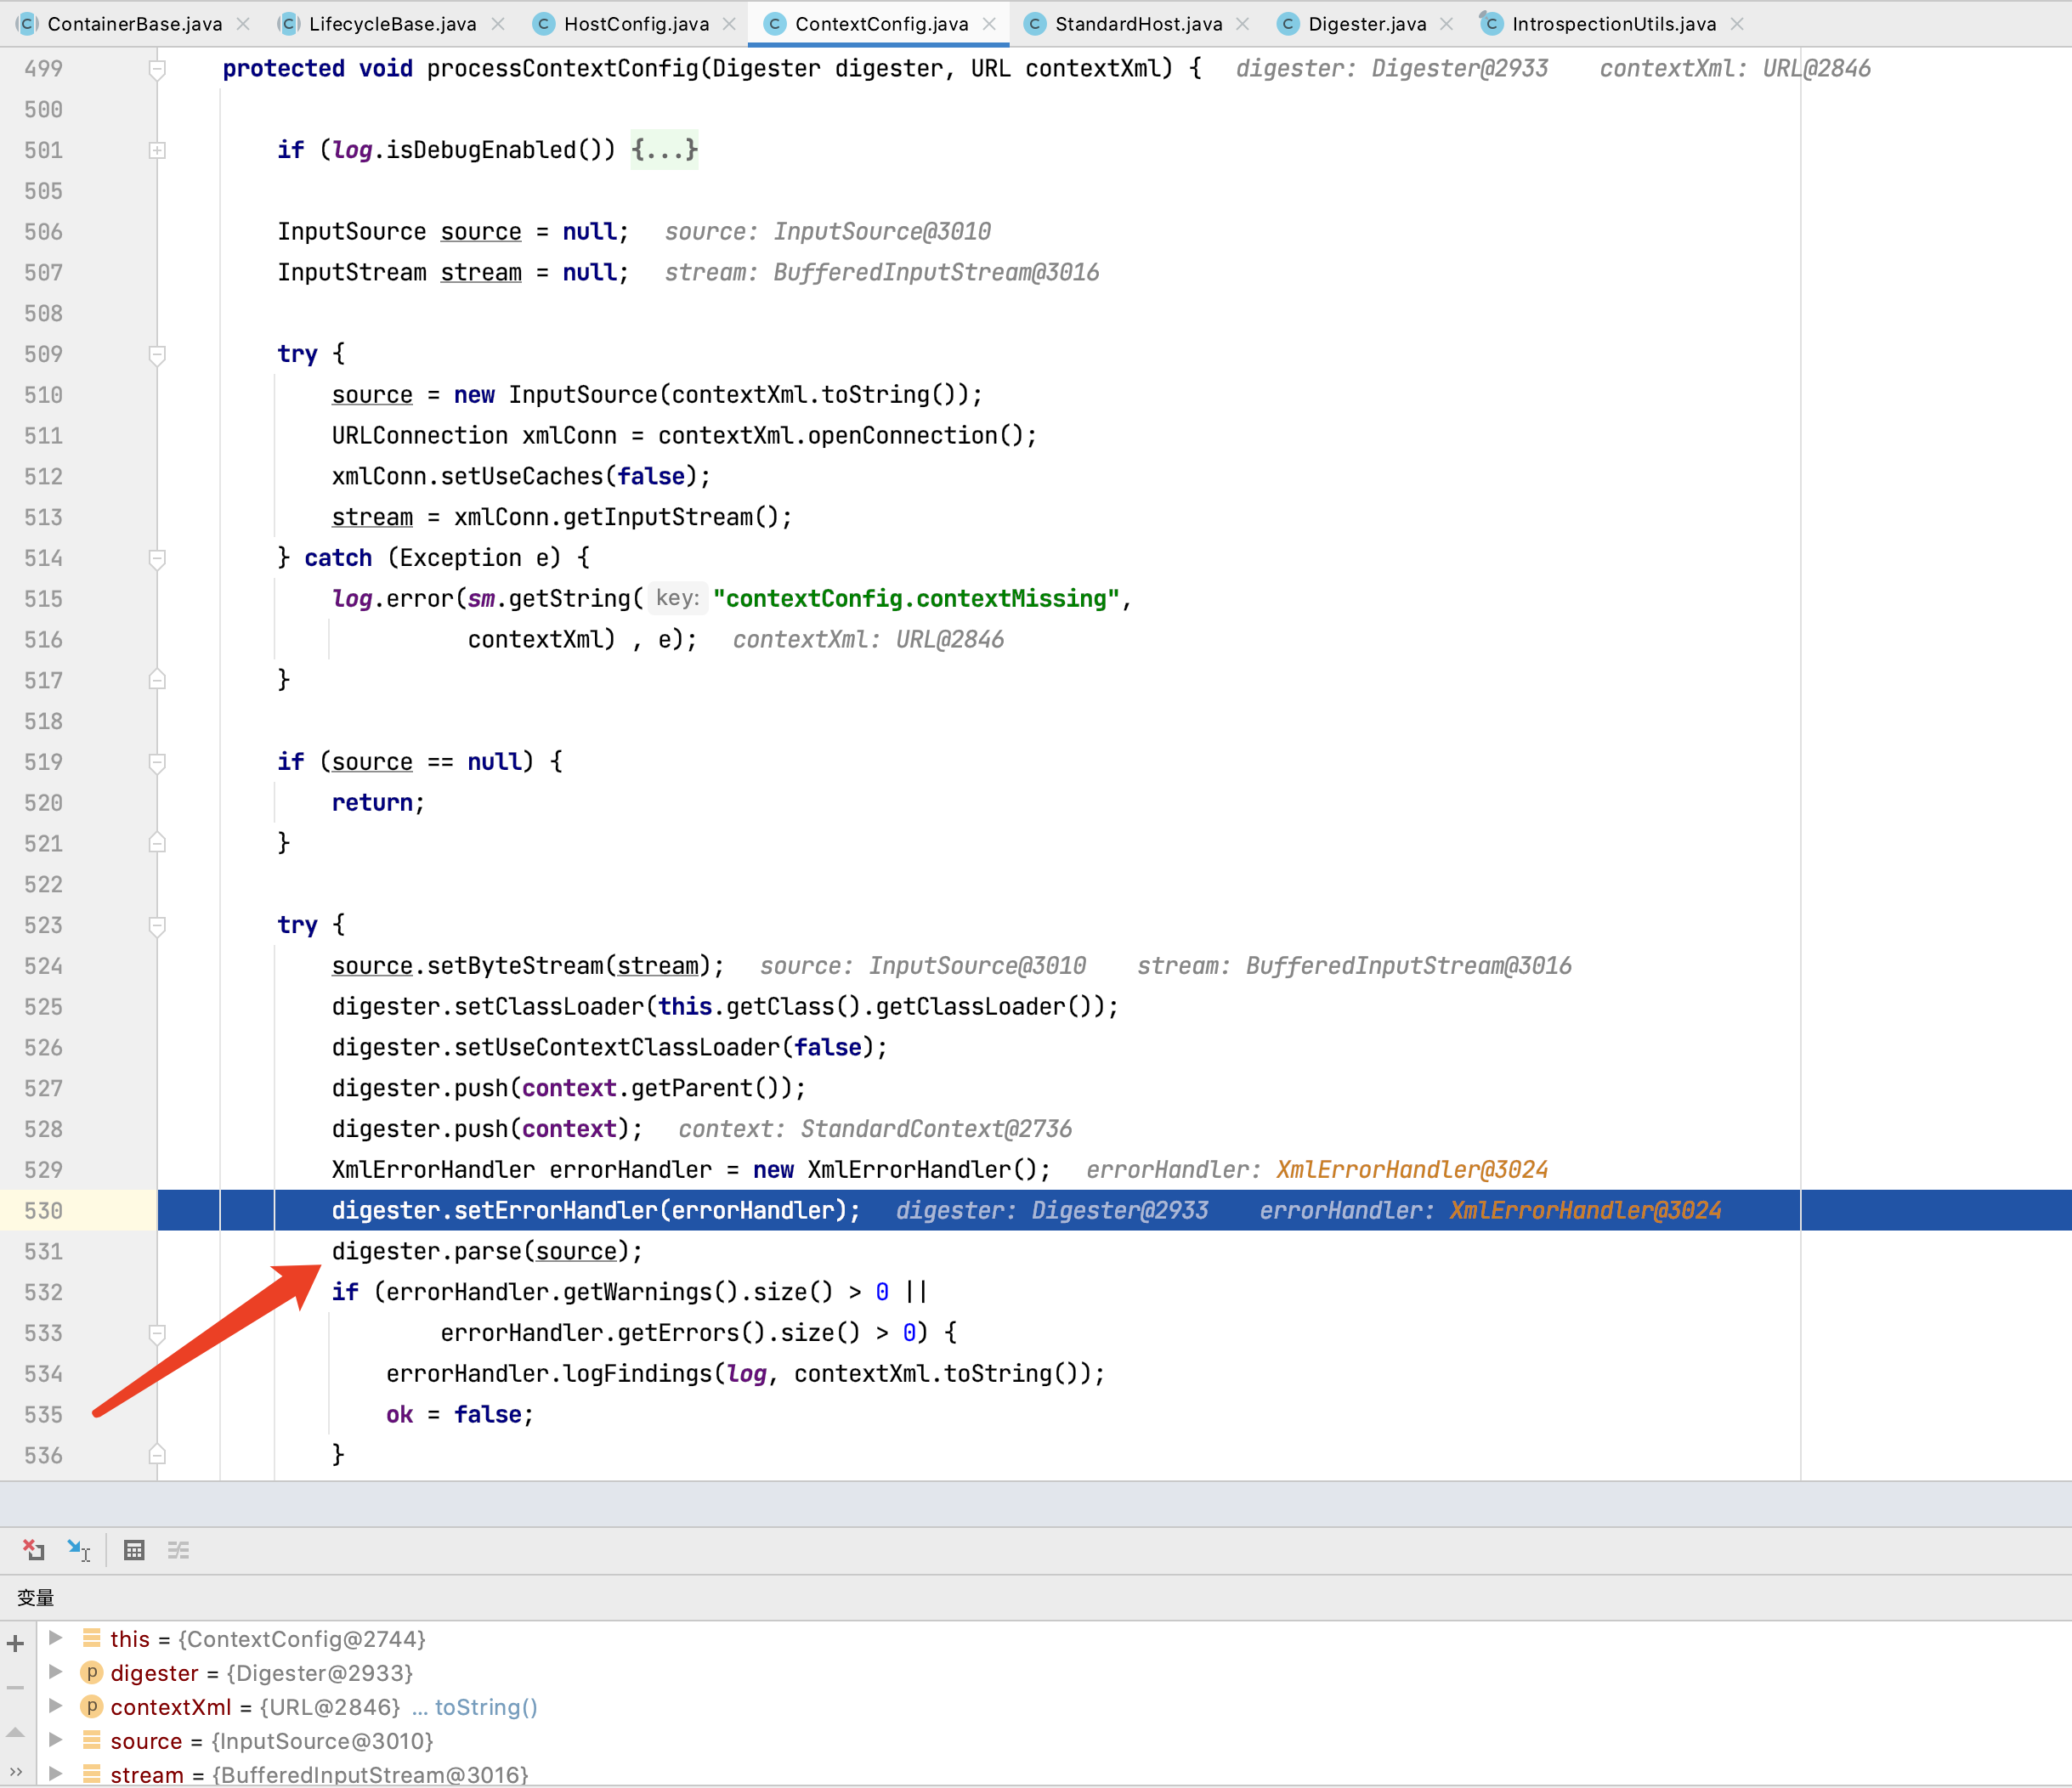 ContainerBase.java LifecycleBase.java HostConfig.java ContextConfig.java StandardHost.java Digester.java IntrospectionUtils.java
499 protected void processContextConfig(Digester digester, URL contextXml) { digester: Digester@2933 contextXml: URL@2846
500
501 if (log.isDebugEnabled()) {...}
505
506 InputSource source = null; source: InputSource@3010
507 InputStream stream = null; stream: BufferedInputStream@3016
508
509 try {
510 source = new InputSource(contextXml.toString());
511 URLConnection xmlConn = contextXml.openConnection();
512 xmlConn.setUseCaches(false);
513 stream = xmlConn.getInputStream();
514 } catch (Exception e) {
515 log.error(sm.getString( key: "contextConfig.contextMissing",
516 contextXml) , e); contextXml: URL@2846
517 }
518
519 if (source == null) {
520 return;
521 }
522
523 try {
524 source.setByteStream(stream); source: InputSource@3010 stream: BufferedInputStream@3016
525 digester.setClassLoader(this.getClass().getClassLoader());
526 digester.setUseContextClassLoader(false);
527 digester.push(context.getParent());
528 digester.push(context); context: StandardContext@2736
529 XmlErrorHandler errorHandler = new XmlErrorHandler(); errorHandler: XmlErrorHandler@3024
530 digester.setErrorHandler(errorHandler); digester: Digester@2933 errorHandler: XmlErrorHandler@3024
531 digester.parse(source);
532 if (errorHandler.getWarnings().size() > 0 ||
533 errorHandler.getErrors().size() > 0) {
534 errorHandler.logFindings(log, contextXml.toString());
535 ok = false;
536 }
变量
this = {ContextConfig@2744}
digester = {Digester@2933}
contextXml = {URL@2846} ... toString()
source = {InputSource@3010}
stream = {BufferedInputStream@3016}